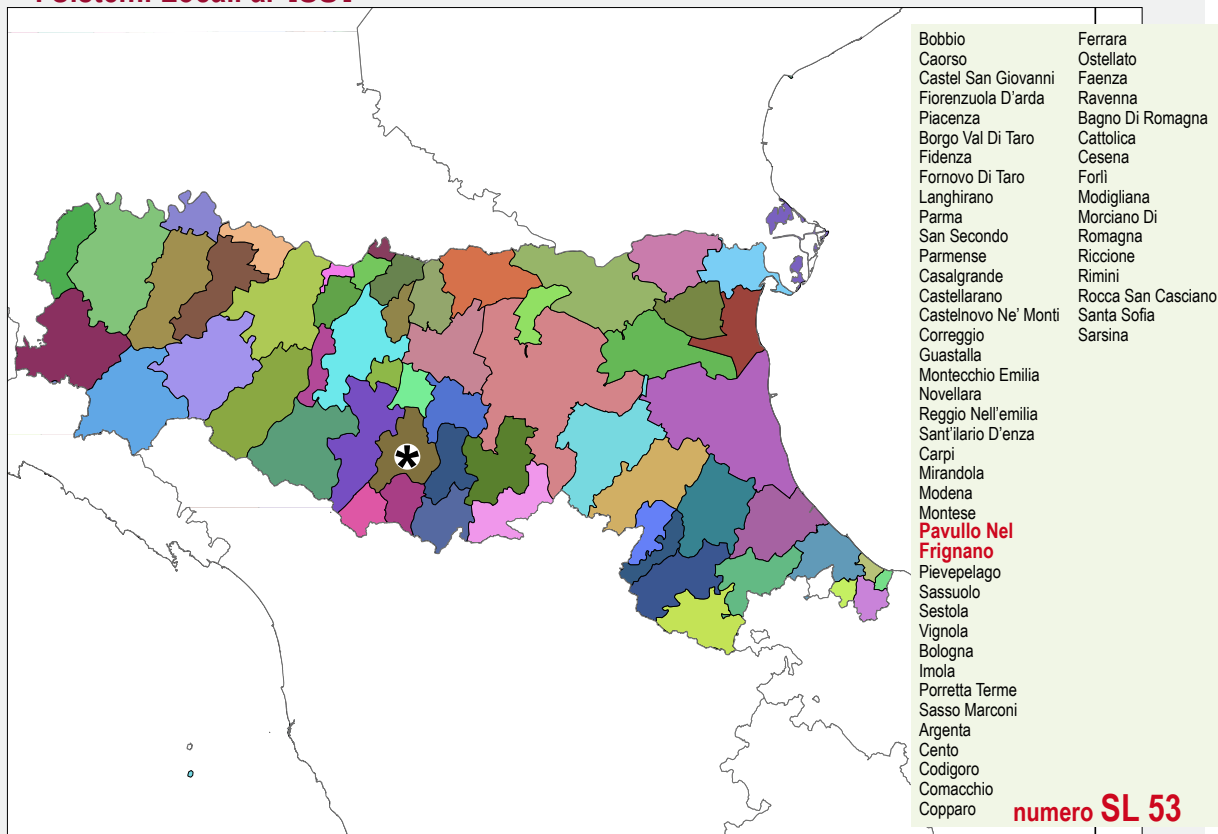 Sistemi Locali
Bobbio
Caorso
Castel San Giovanni
Fiorenzuola D'arda
Piacenza
Borgo Val Di Taro
Fidenza
Fornovo Di Taro
Langhirano
Parma
San Secondo
Parmense
Casalgrande
Castellarano
Castelnovo Ne' Monti
Correggio
Guastalla
Montecchio Emilia
Novellara
Reggio Nell'emilia
Sant'ilario D'enza
Carpi
Mirandola
Modena
Montese
Pavullo Nel
Frignano
Pievepelago
Sassuolo
Sestola
Vignola
Bologna
Imola
Porretta Terme
Sasso Marconi
Argenta
Cento
Codigoro
Comacchio
Copparo
Ferrara
Ostellato
Faenza
Ravenna
Bagno Di Romagna
Cattolica
Cesena
Forlì
Modigliana
Morciano Di
Romagna
Riccione
Rimini
Rocca San Casciano
Santa Sofia
Sarsina
numero SL 53